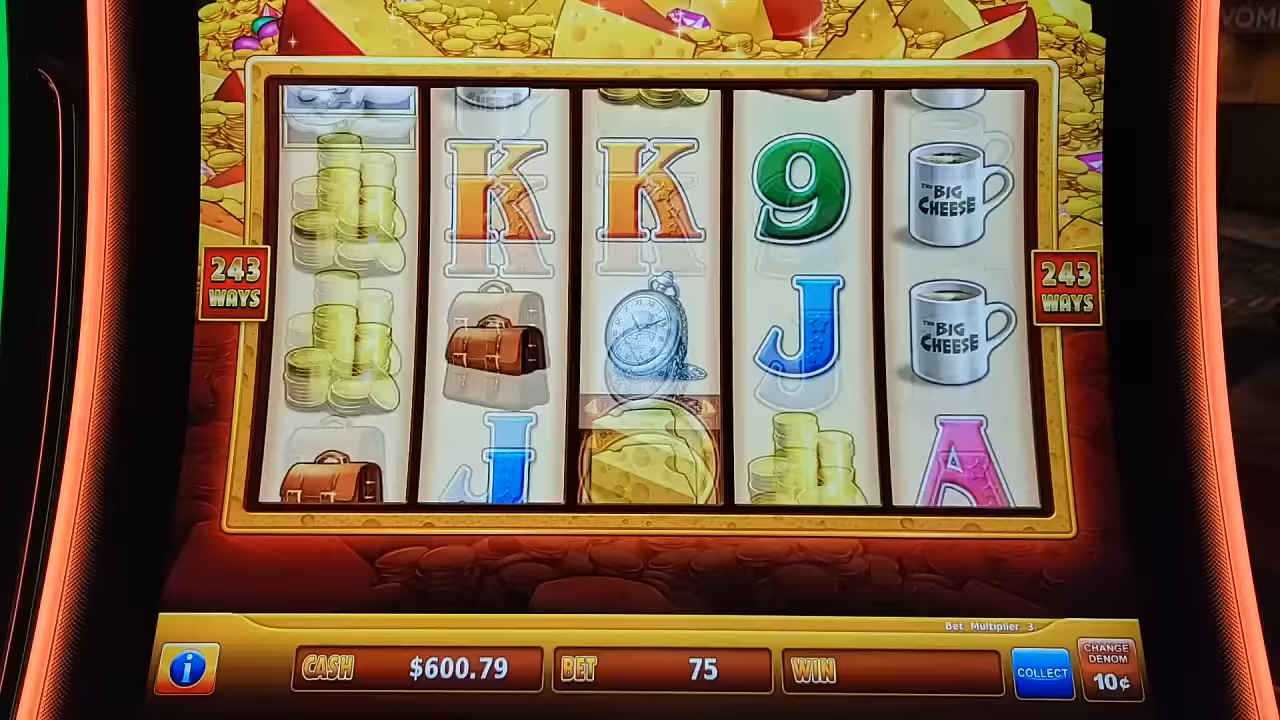 WOM
K
K
9
THE BIG
CHEESE
243
WAYS
243
WAYS
J
THE BIG
CHEESE
J
A
Bet Multiplier 3
i
CASH $600.79
BET 75
WIN
COLLECT
CHANGE
DENOM
10¢